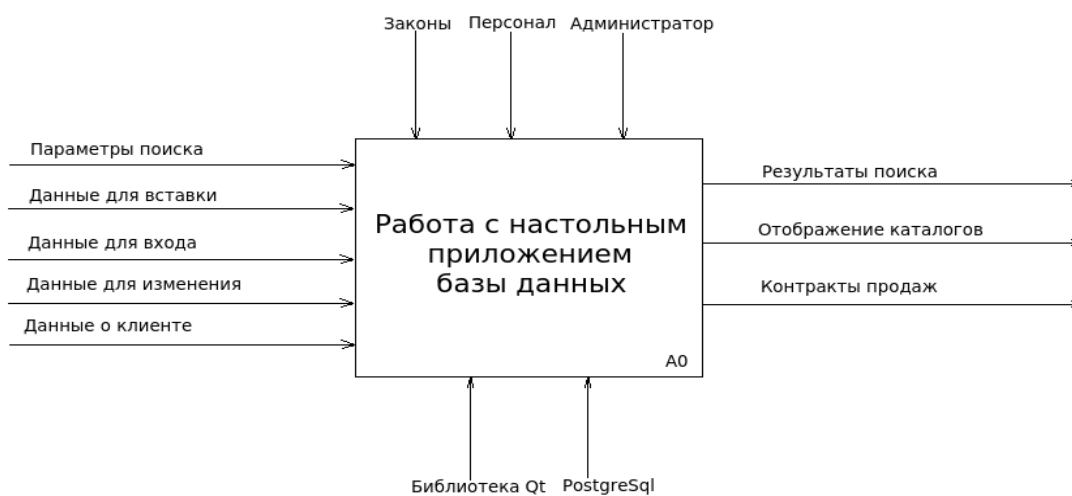 Законы
Персонал
Администратор
Параметры поиска
Данные для вставки
Данные для входа
Данные для изменения
Данные о клиенте
Работа с настольным
приложением
базы данных
A0
Результаты поиска
Отображение каталогов
Контракты продаж
Библиотека Qt
PostgreSql